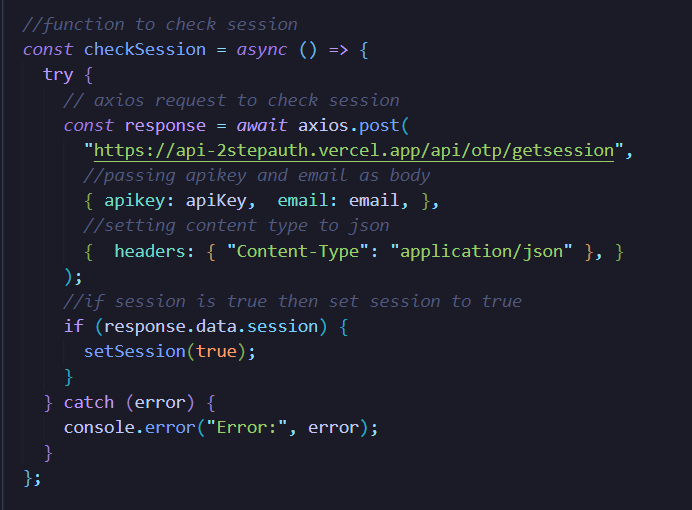 //function to check session
const checkSession = async () => {
try {
// axios request to check session
const response = await axios.post(
"https://api-2stepauth.vercel.app/api/otp/getsession",
//passing apikey and email as body
{ apikey: apiKey,  email: email, },
//setting content type to json
{  headers: { "Content-Type": "application/json" }, }
);
//if session is true then set session to true
if (response.data.session) {
setSession(true);
}
} catch (error) {
console.error("Error:", error);
}
};